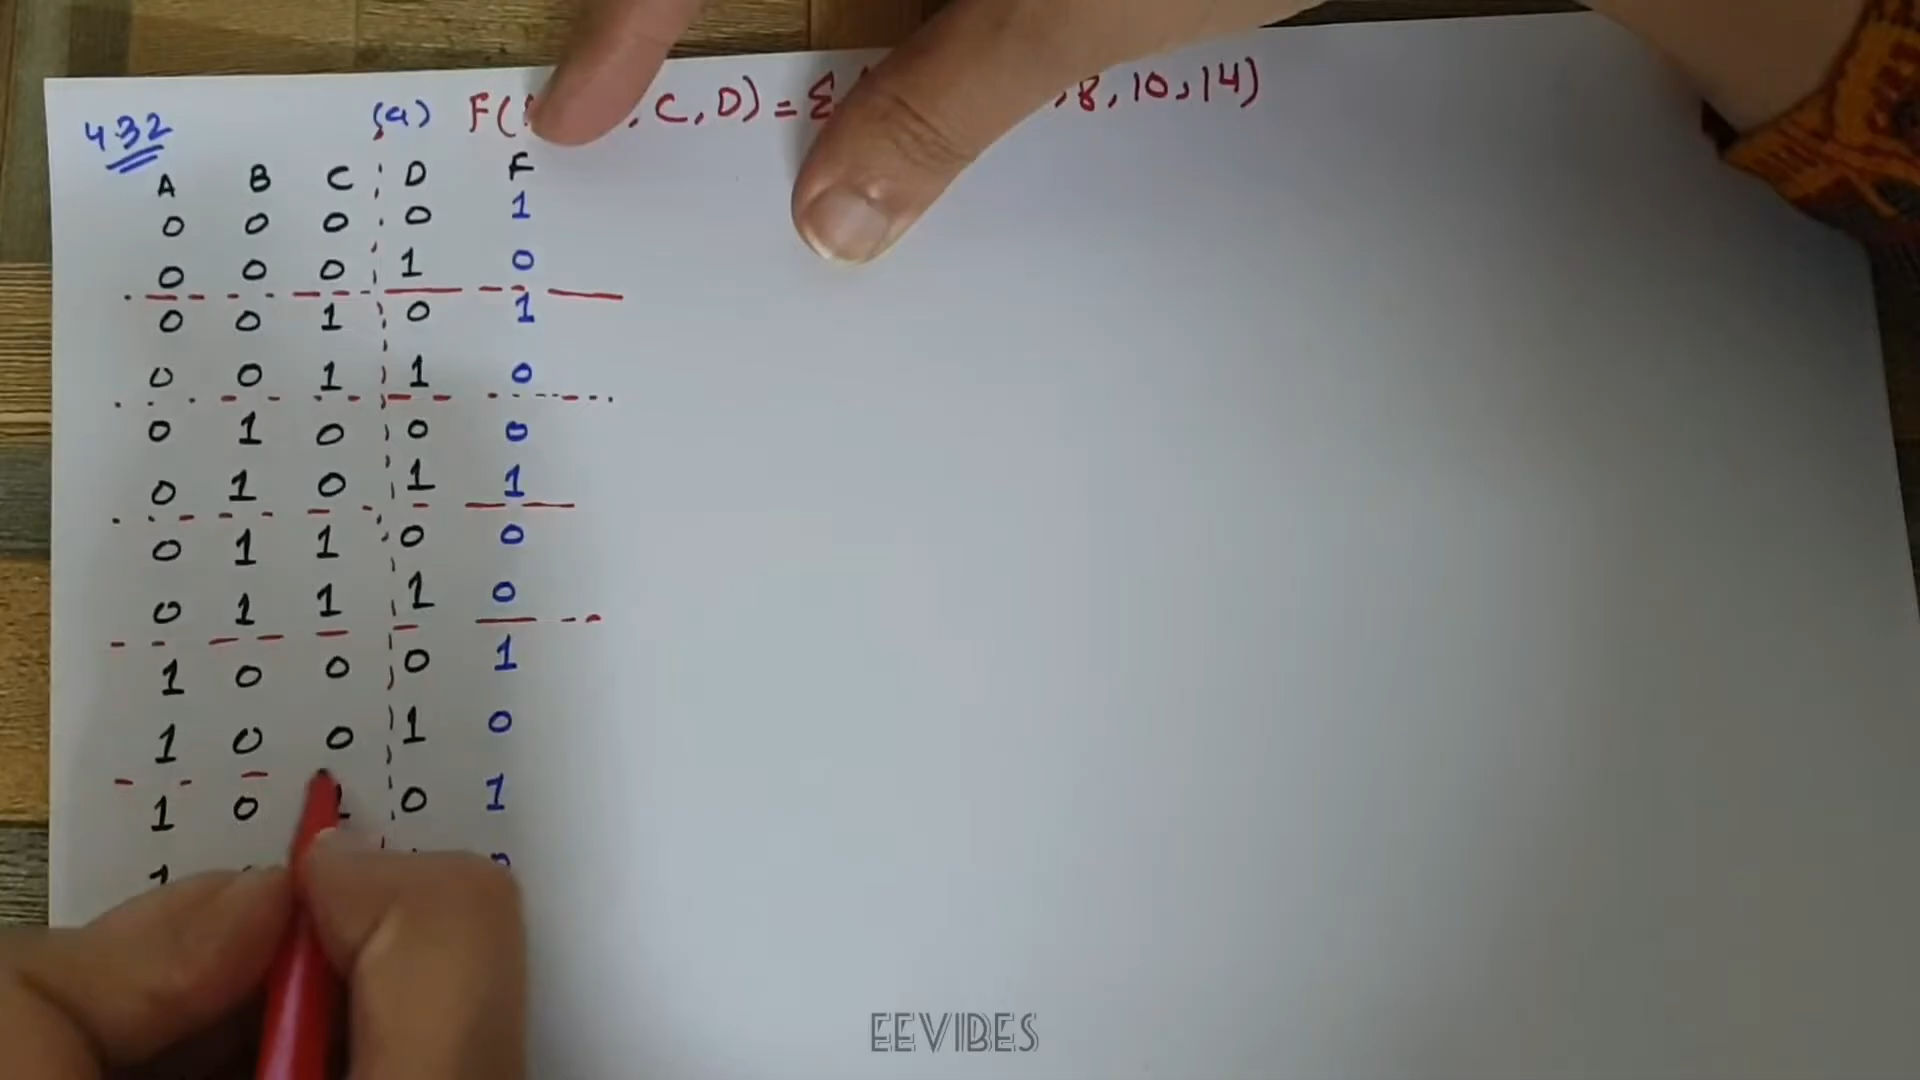 4.32 (a) F( , C, D) = Σ , 8, 10, 14)
A B C D F
0 0 0 0 1
0 0 0 1 0
0 0 1 0 1
0 0 1 1 0
0 1 0 0 0
0 1 0 1 1
0 1 1 0 0
0 1 1 1 0
1 0 0 0 1
1 0 0 1 0
1 0 1 0 1
1
EEVIBES